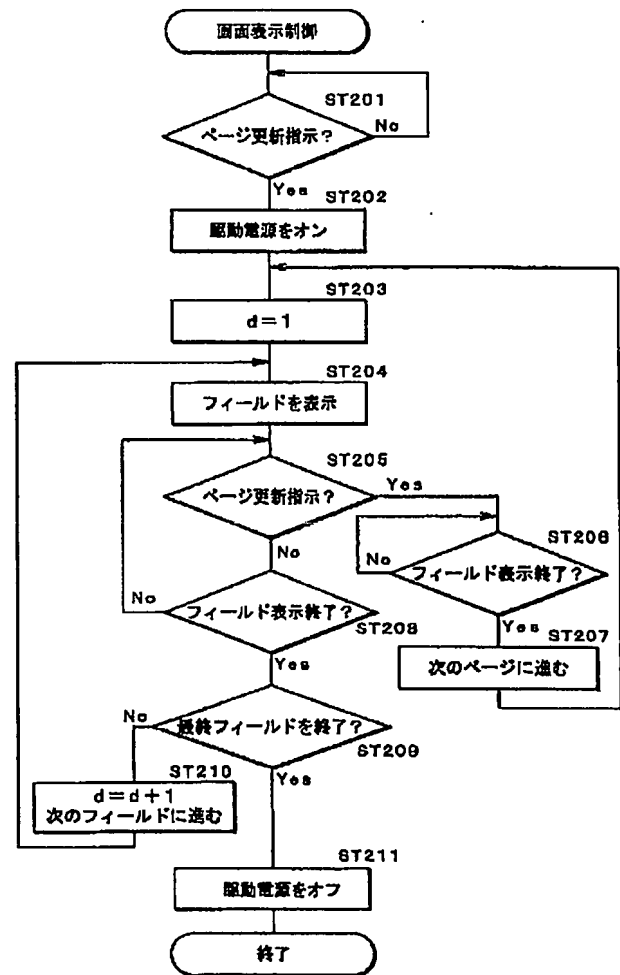 画面表示制御
ST201
ページ更新指示?
No
Yes
ST202
駆動電源をオン
ST203
d=1
ST204
フィールドを表示
ST205
ページ更新指示?
Yes
No
ST206
フィールド表示終了?
No
Yes
ST207
次のページに進む
フィールド表示終了?
No
ST208
Yes
最終フィールドを終了?
No
ST209
Yes
ST210
d=d+1
次のフィールドに進む
ST211
駆動電源をオフ
終了